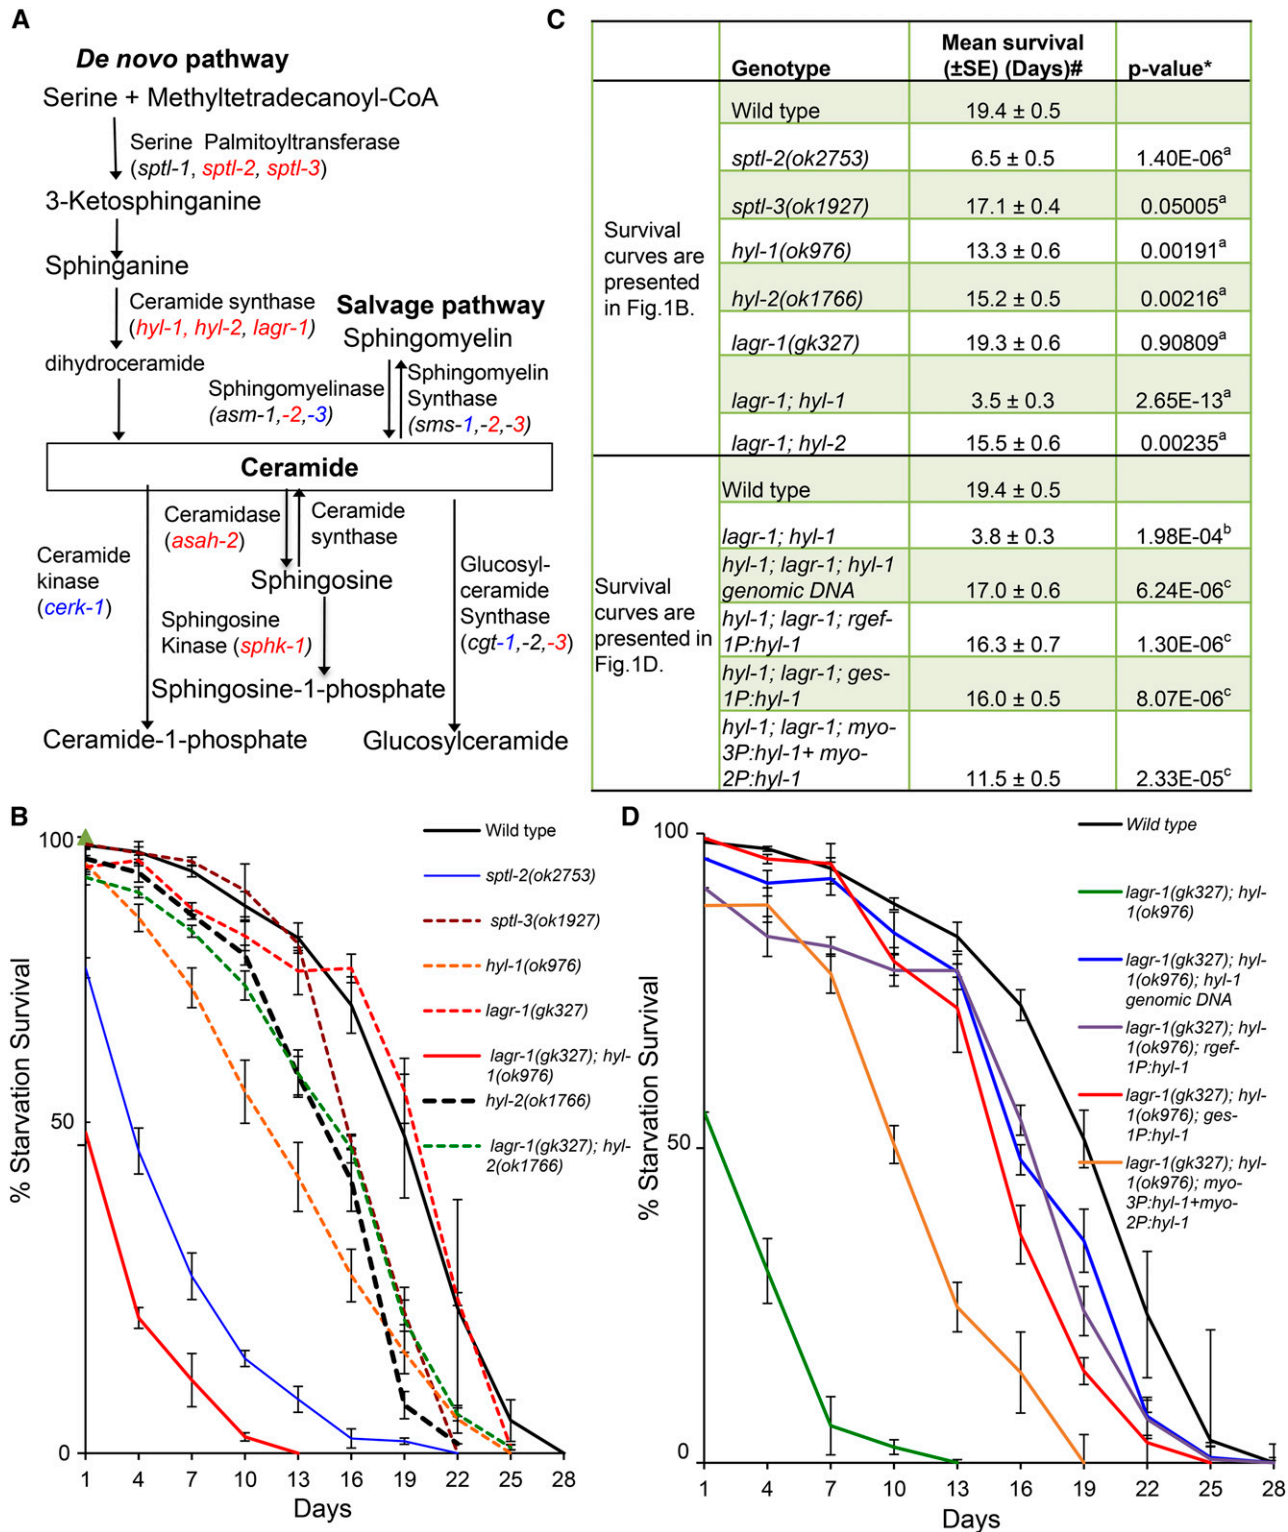 A
De novo pathway
Serine + Methyltetradecanoyl-CoA
Serine Palmitoyltransferase
(sptl-1, sptl-2, sptl-3)
3-Ketosphinganine
Sphinganine
Ceramide synthase
(hyl-1, hyl-2, lagr-1)
dihydroceramide
Salvage pathway
Sphingomyelin
Sphingomyelinase
(asm-1,-2,-3)
Sphingomyelin
Synthase
(sms-1,-2,-3)
Ceramide
Ceramide
kinase
(cerk-1)
Ceramidase
(asah-2)
Ceramide
synthase
Sphingosine
Sphingosine
Kinase (sphk-1)
Glucosyl-
ceramide
Synthase
(cgt-1,-2,-3)
Sphingosine-1-phosphate
Ceramide-1-phosphate
Glucosylceramide
C
Genotype
Mean survival
(±SE) (Days)#
p-value*
Survival
curves are
presented
in Fig.1B.
Wild type 19.4 ± 0.5
sptl-2(ok2753) 6.5 ± 0.5 1.40E-06a
sptl-3(ok1927) 17.1 ± 0.4 0.05005a
hyl-1(ok976) 13.3 ± 0.6 0.00191a
hyl-2(ok1766) 15.2 ± 0.5 0.00216a
lagr-1(gk327) 19.3 ± 0.6 0.90809a
lagr-1; hyl-1 3.5 ± 0.3 2.65E-13a
lagr-1; hyl-2 15.5 ± 0.6 0.00235a
Survival
curves are
presented in
Fig.1D.
Wild type 19.4 ± 0.5
lagr-1; hyl-1 3.8 ± 0.3 1.98E-04b
hyl-1; lagr-1; hyl-1
genomic DNA 17.0 ± 0.6 6.24E-06c
hyl-1; lagr-1; rgef-
1P:hyl-1 16.3 ± 0.7 1.30E-06c
hyl-1; lagr-1; ges-
1P:hyl-1 16.0 ± 0.5 8.07E-06c
hyl-1; lagr-1; myo-
3P:hyl-1+ myo-
2P:hyl-1 11.5 ± 0.5 2.33E-05c
B
% Starvation Survival
100
50
0
1 4 7 10 13 16 19 22 25 28
Days
Wild type
sptl-2(ok2753)
sptl-3(ok1927)
hyl-1(ok976)
lagr-1(gk327)
lagr-1(gk327); hyl-
1(ok976)
hyl-2(ok1766)
lagr-1(gk327); hyl-
2(ok1766)
D
% Starvation Survival
100
50
0
1 4 7 10 13 16 19 22 25 28
Days
Wild type
lagr-1(gk327); hyl-
1(ok976)
lagr-1(gk327); hyl-
1(ok976); hyl-1
genomic DNA
lagr-1(gk327); hyl-
1(ok976); rgef-
1P:hyl-1
lagr-1(gk327); hyl-
1(ok976); ges-
1P:hyl-1
lagr-1(gk327); hyl-
1(ok976); myo-
3P:hyl-1+myo-
2P:hyl-1